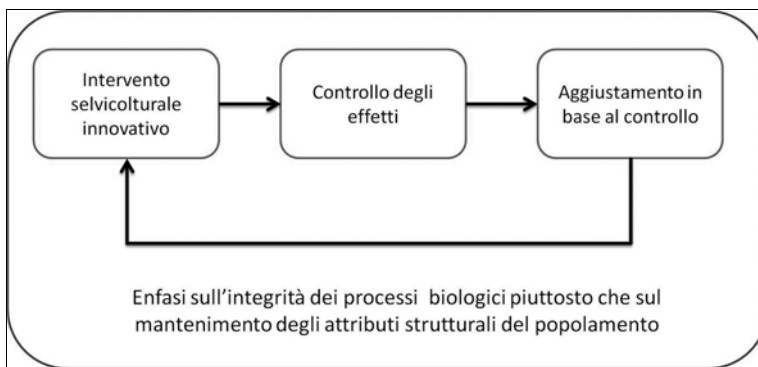 Intervento
selvicolturale
innovativo
Controllo degli
effetti
Aggiustamento in
base al controllo
Enfasi sull'integrità dei processi biologici piuttosto che sul
mantenimento degli attributi strutturali del popolamento